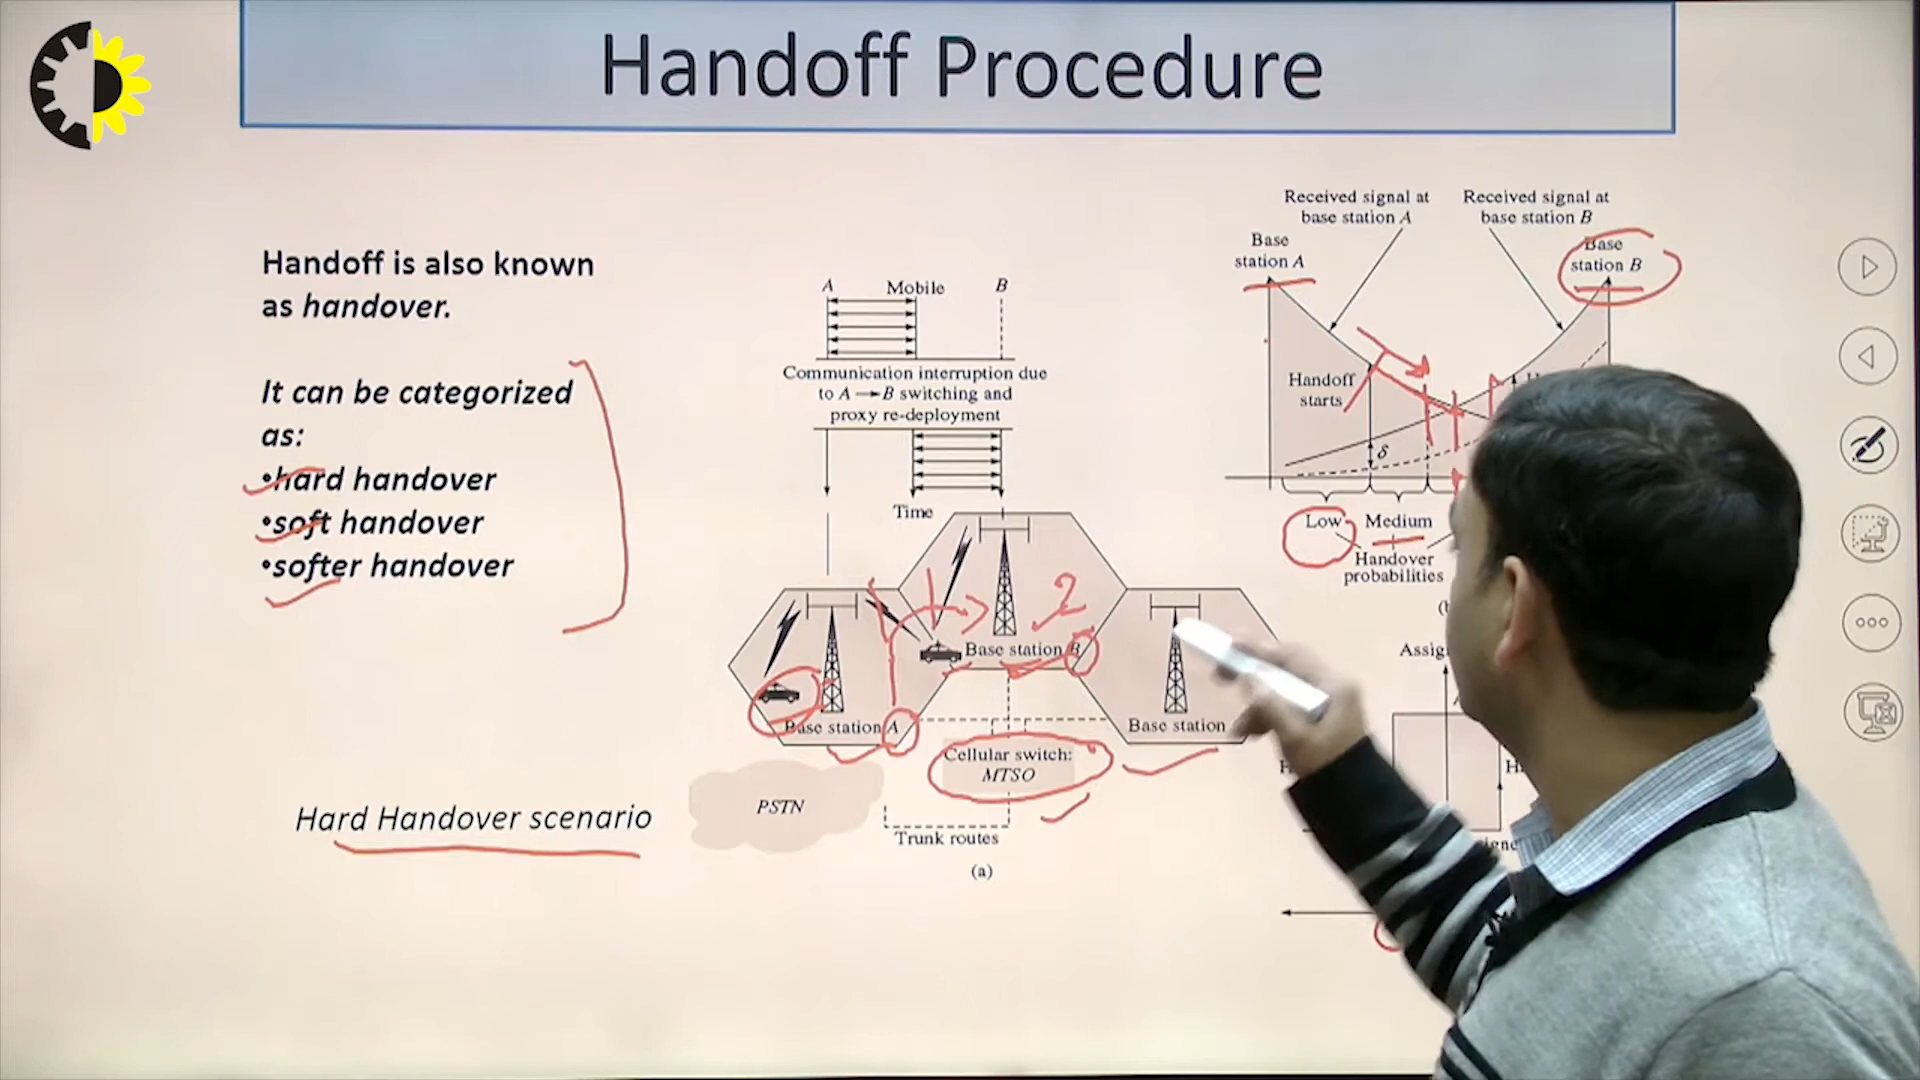 Handoff Procedure
Handoff is also known
as handover.
It can be categorized
as:
•hard handover
•soft handover
•softer handover
Hard Handover scenario
A Mobile B
Communication interruption due
to A → B switching and
proxy re-deployment
Time
Base station B
2
Base station A
Base station
Cellular switch:
MTSO
PSTN
Trunk routes
(a)
Received signal at
base station A
Received signal at
base station B
Base
station A
Base
station B
Handoff
starts
δ
Low Medium
Handover
probabilities